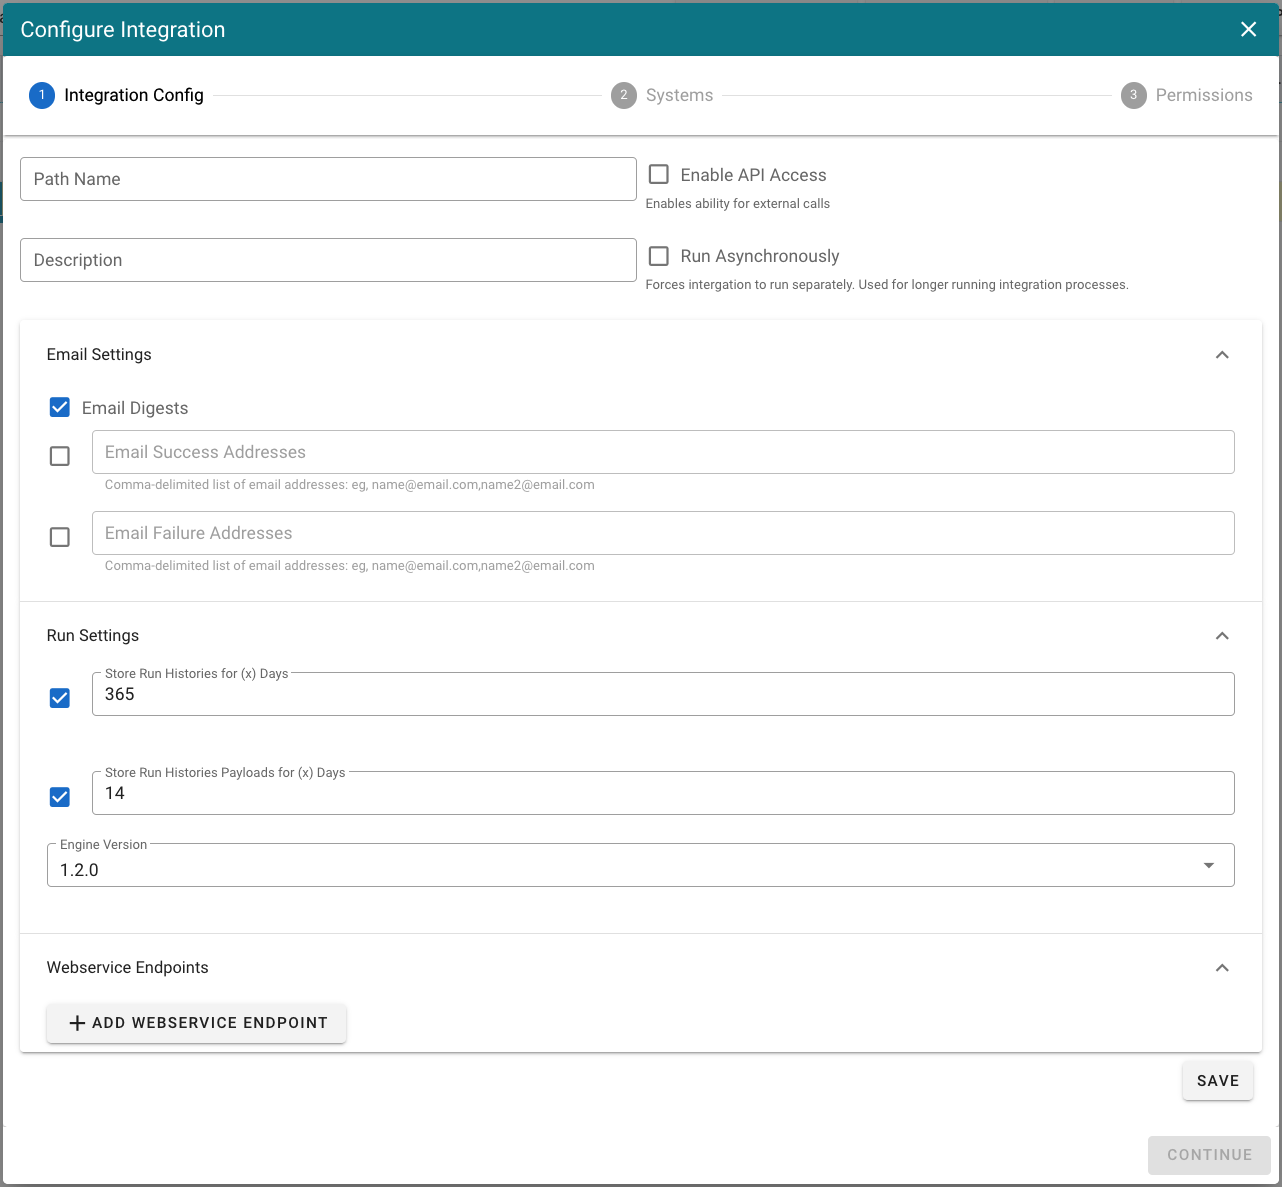 Configure Integration
1 Integration Config
2 Systems
3 Permissions
Path Name
Enable API Access
Enables ability for external calls
Description
Run Asynchronously
Forces intergation to run separately. Used for longer running integration processes.
Email Settings
Email Digests
Email Success Addresses
Comma-delimited list of email addresses: eg, name@email.com,name2@email.com
Email Failure Addresses
Comma-delimited list of email addresses: eg, name@email.com,name2@email.com
Run Settings
Store Run Histories for (x) Days
365
Store Run Histories Payloads for (x) Days
14
Engine Version
1.2.0
Webservice Endpoints
ADD WEBSERVICE ENDPOINT
SAVE
CONTINUE